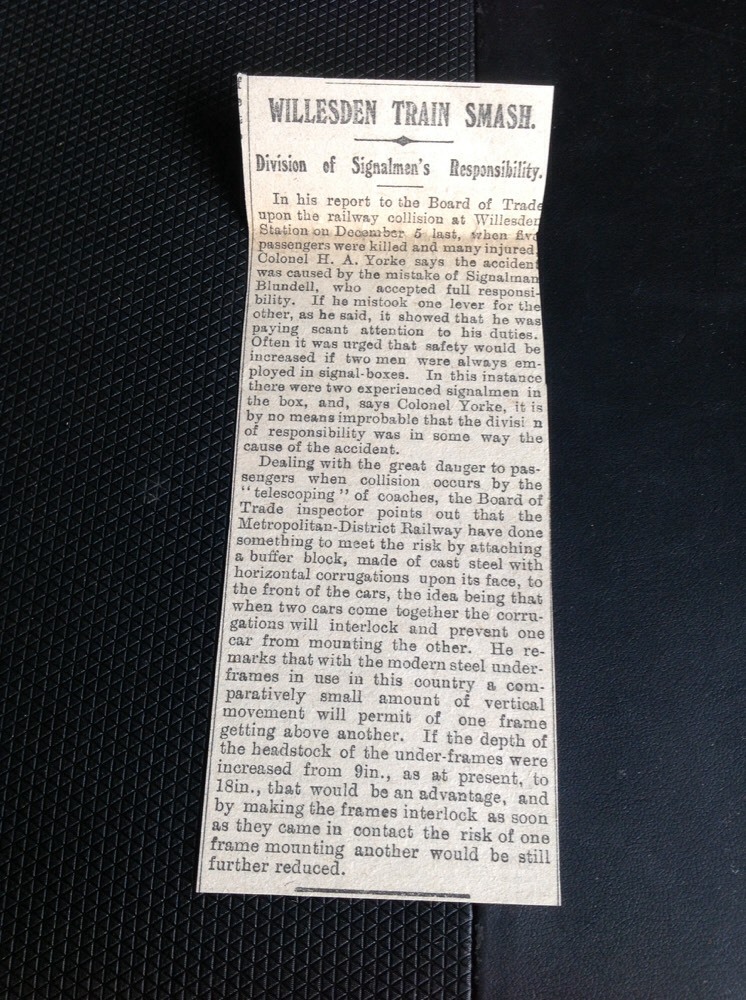 WILLESDEN TRAIN SMASH.
Division of Signalmen's Responsibility.
In his report to the Board of Trade
upon the railway collision at Willesden
Station on December 5 last, when five
passengers were killed and many injured,
Colonel H. A. Yorke says the accident
was caused by the mistake of Signalman
Blundell, who accepted full responsi-
bility. If he mistook one lever for the
other, as he said, it showed that he was
paying scant attention to his duties.
Often it was urged that safety would be
increased if two men were always em-
ployed in signal-boxes. In this instance
there were two experienced signalmen in
the box, and, says Colonel Yorke, it is
by no means improbable that the divisi n
of responsibility was in some way the
cause of the accident.
Dealing with the great danger to pas-
sengers when collision occurs by the
"telescoping" of coaches, the Board of
Trade inspector points out that the
Metropolitan-District Railway have done
something to meet the risk by attaching
a buffer block, made of cast steel with
horizontal corrugations upon its face, to
the front of the cars, the idea being that
when two cars come together the corru-
gations will interlock and prevent one
car from mounting the other. He re-
marks that with the modern steel under-
frames in use in this country a com-
paratively small amount of vertical
movement will permit of one frame
getting above another. If the depth of
the headstock of the under-frames were
increased from 9in., as at present, to
18in., that would be an advantage, and
by making the frames interlock as soon
as they came in contact the risk of one
frame mounting another would be still
further reduced.